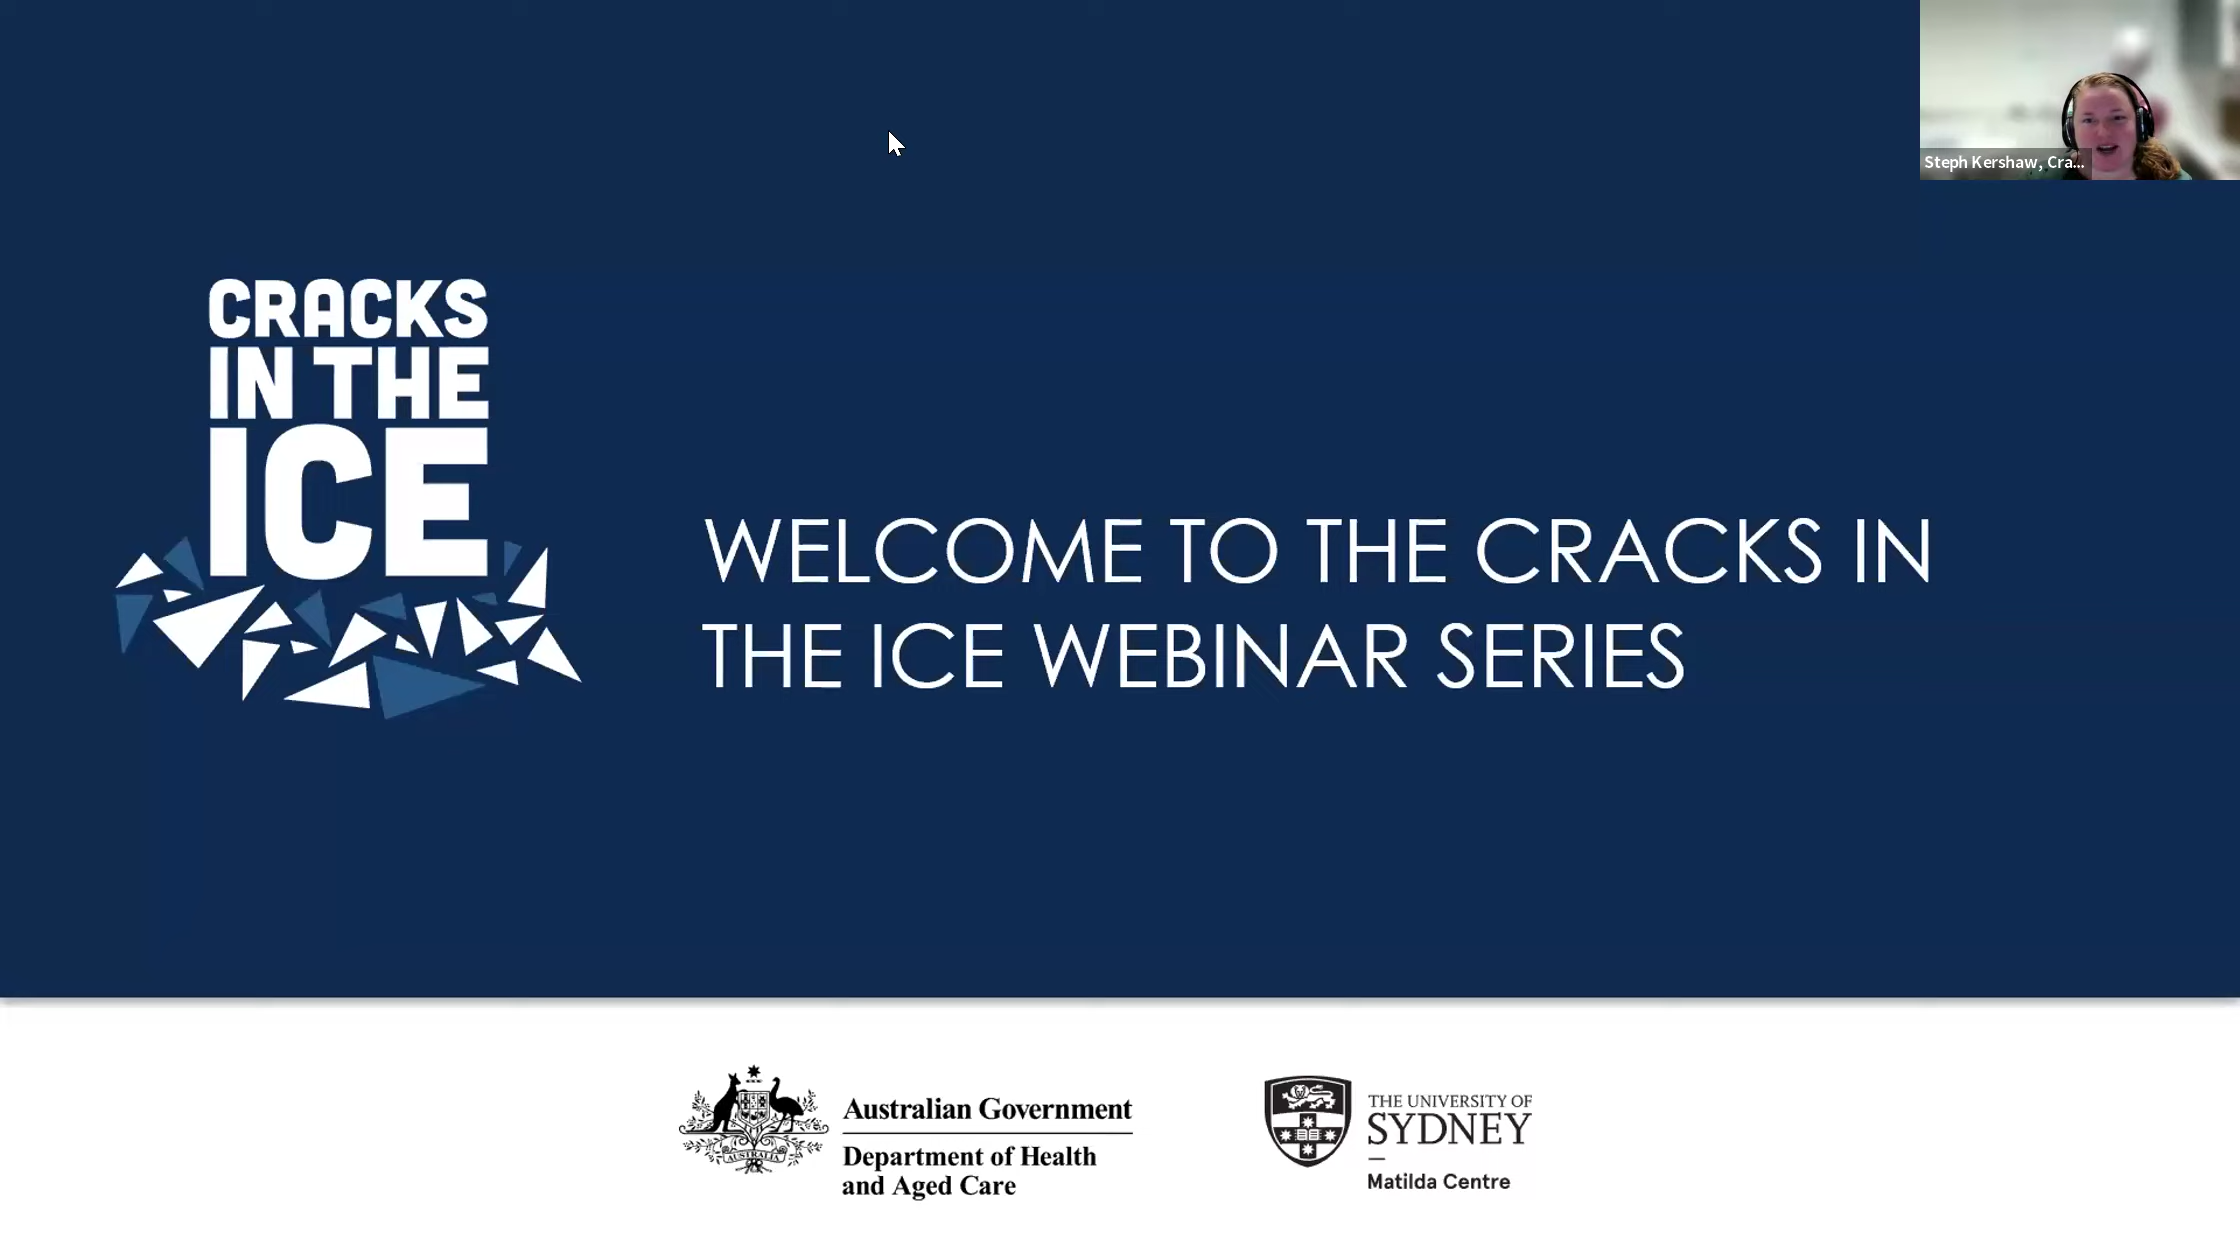 Steph Kershaw, Cra...
CRACKS
IN THE
ICE
WELCOME TO THE CRACKS IN
THE ICE WEBINAR SERIES
Australian Government
Department of Health
and Aged Care
AUSTRALIA
THE UNIVERSITY OF
SYDNEY
Matilda Centre